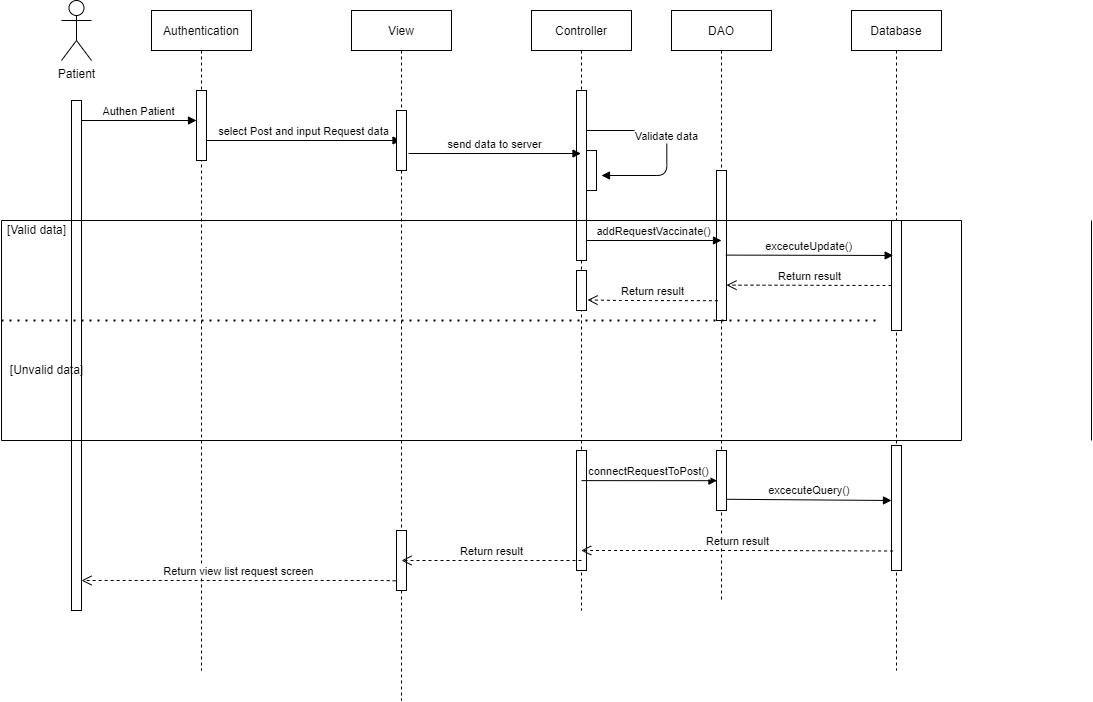 Authentication
View
Controller
DAO
Database
Patient
Authen Patient
select Post and input Request data
Validate data
send data to server
[Valid data]
addRequestVaccinate()
excecuteUpdate()
Return result
Return result
[Unvalid data]
connectRequestToPost()
excecuteQuery()
Return result
Return result
Return view list request screen